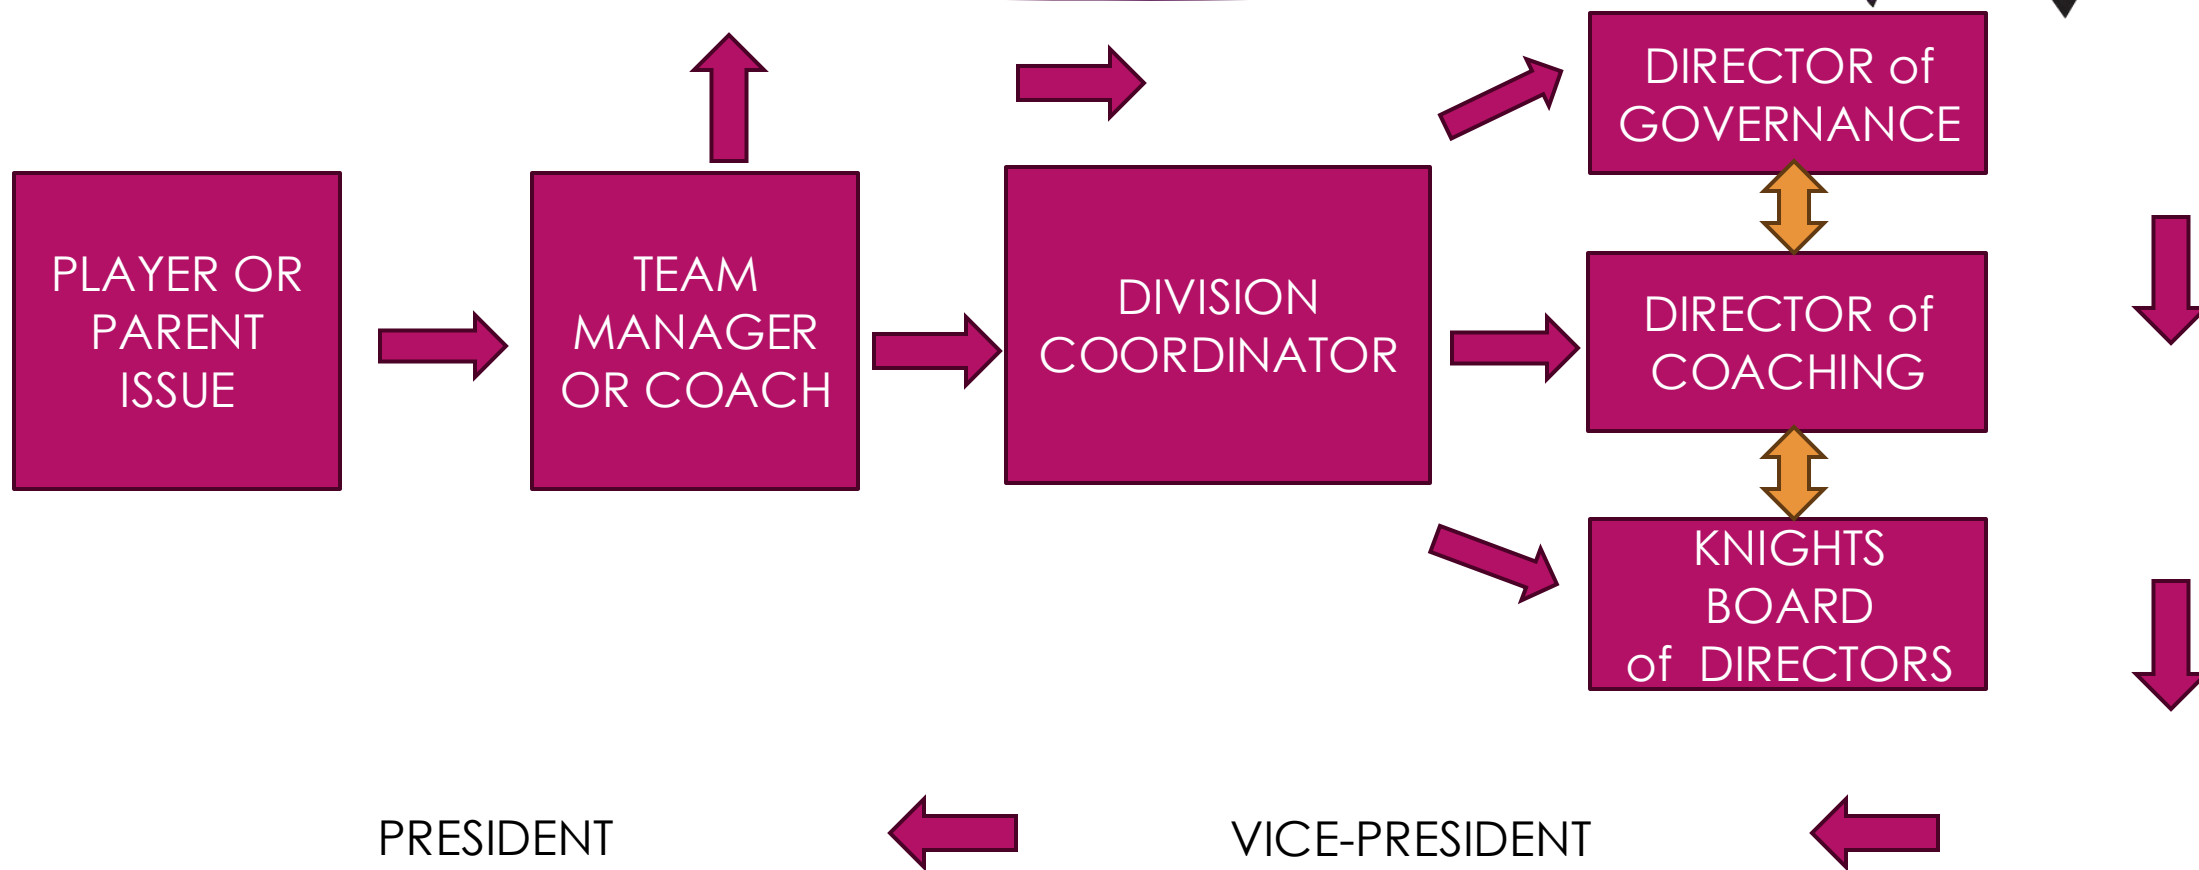 PLAYER OR
PARENT
ISSUE
TEAM
MANAGER
OR COACH
DIVISION
COORDINATOR
DIRECTOR of
GOVERNANCE
DIRECTOR of
COACHING
KNIGHTS
BOARD
of DIRECTORS
PRESIDENT
VICE-PRESIDENT